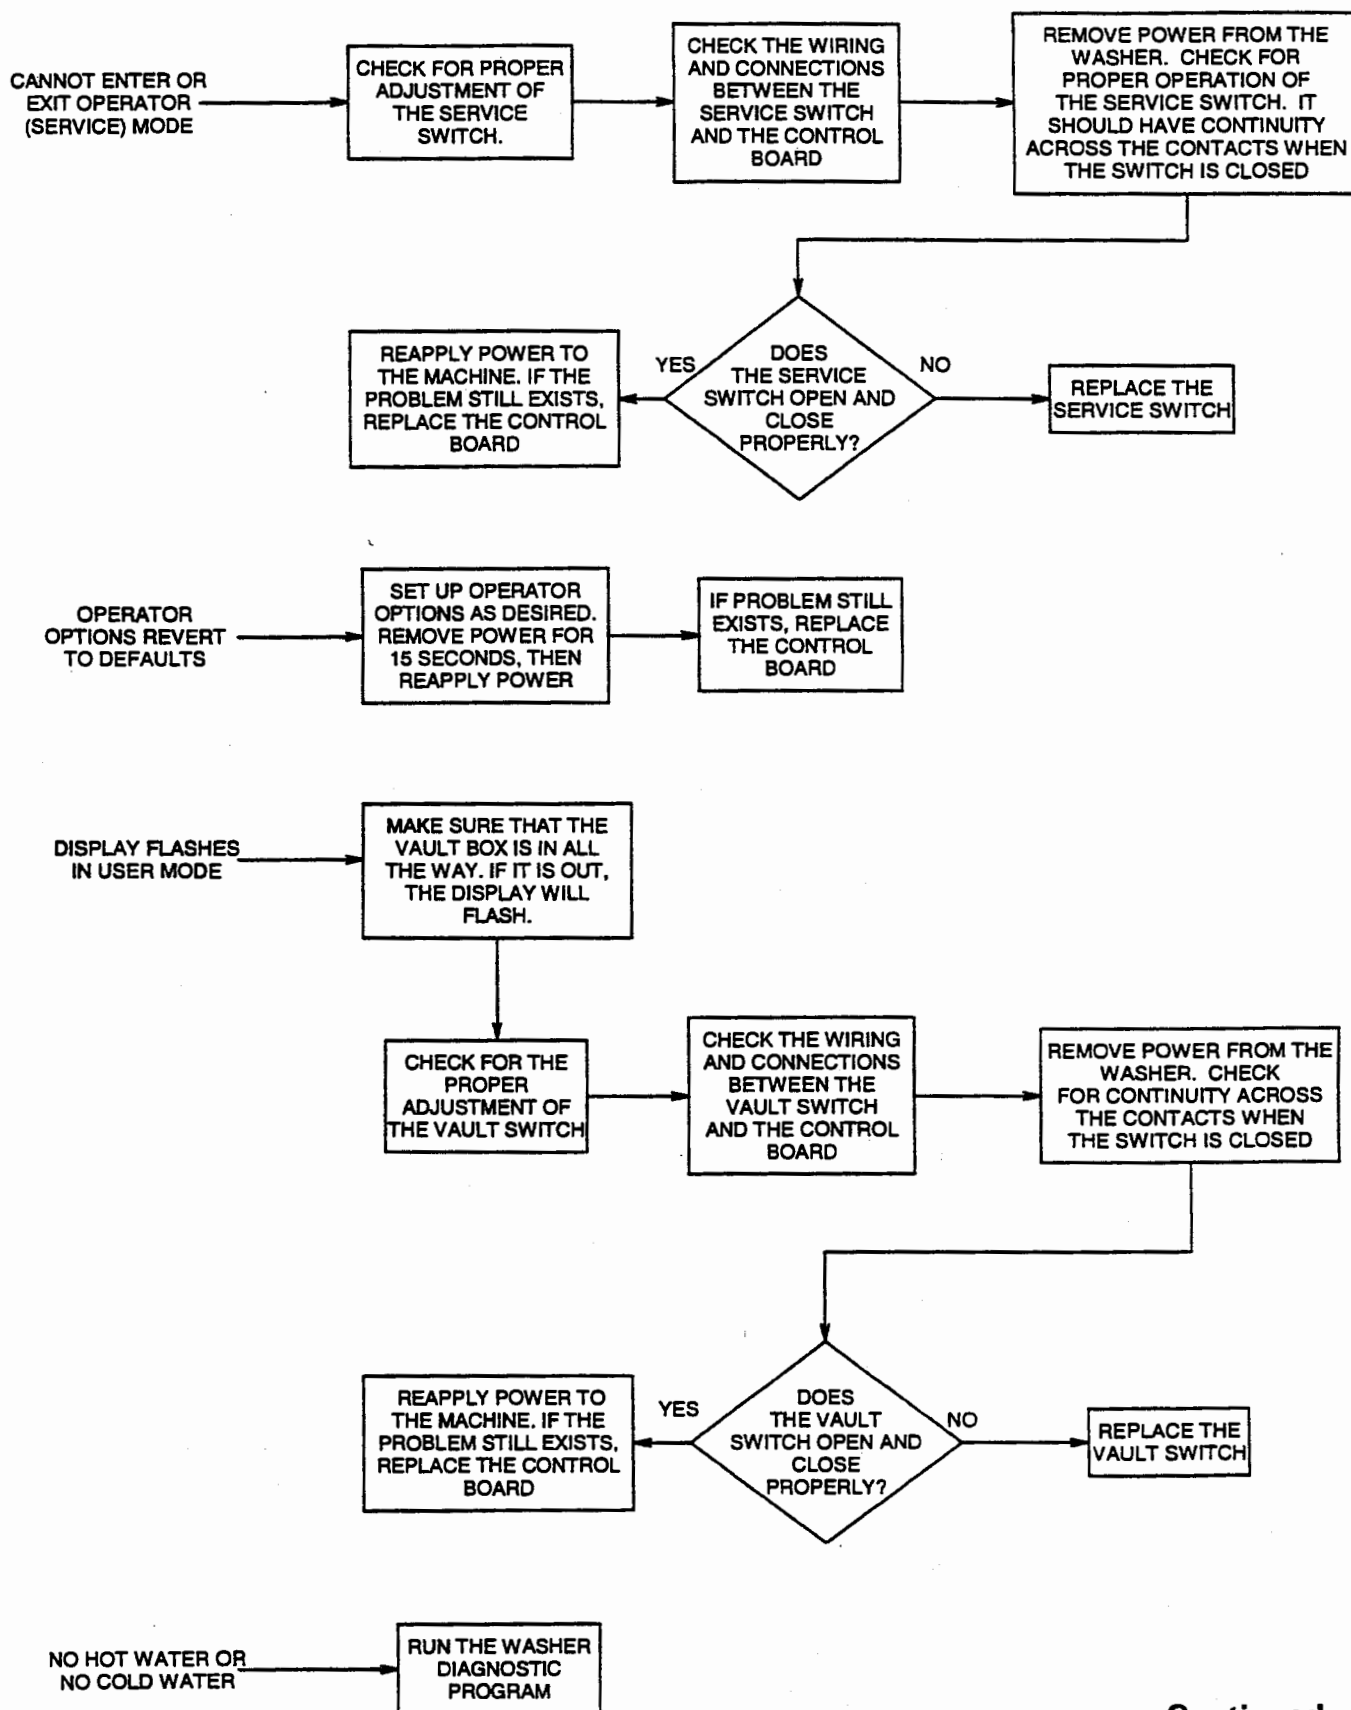 CANNOT ENTER OR
EXIT OPERATOR
(SERVICE) MODE
CHECK FOR PROPER
ADJUSTMENT OF
THE SERVICE
SWITCH.
CHECK THE WIRING
AND CONNECTIONS
BETWEEN THE
SERVICE SWITCH
AND THE CONTROL
BOARD
REMOVE POWER FROM THE
WASHER. CHECK FOR
PROPER OPERATION OF
THE SERVICE SWITCH. IT
SHOULD HAVE CONTINUITY
ACROSS THE CONTACTS WHEN
THE SWITCH IS CLOSED
DOES
THE SERVICE
SWITCH OPEN AND
CLOSE
PROPERLY?
YES
REAPPLY POWER TO
THE MACHINE. IF THE
PROBLEM STILL EXISTS,
REPLACE THE CONTROL
BOARD
NO
REPLACE THE
SERVICE SWITCH
OPERATOR
OPTIONS REVERT
TO DEFAULTS
SET UP OPERATOR
OPTIONS AS DESIRED.
REMOVE POWER FOR
15 SECONDS, THEN
REAPPLY POWER
IF PROBLEM STILL
EXISTS, REPLACE
THE CONTROL
BOARD
DISPLAY FLASHES
IN USER MODE
MAKE SURE THAT THE
VAULT BOX IS IN ALL
THE WAY. IF IT IS OUT,
THE DISPLAY WILL
FLASH.
CHECK FOR THE
PROPER
ADJUSTMENT OF
THE VAULT SWITCH
CHECK THE WIRING
AND CONNECTIONS
BETWEEN THE
VAULT SWITCH
AND THE CONTROL
BOARD
REMOVE POWER FROM THE
WASHER. CHECK
FOR CONTINUITY ACROSS
THE CONTACTS WHEN
THE SWITCH IS CLOSED
DOES
THE VAULT
SWITCH OPEN AND
CLOSE
PROPERLY?
YES
REAPPLY POWER TO
THE MACHINE. IF THE
PROBLEM STILL EXISTS,
REPLACE THE CONTROL
BOARD
NO
REPLACE THE
VAULT SWITCH
NO HOT WATER OR
NO COLD WATER
RUN THE WASHER
DIAGNOSTIC
PROGRAM